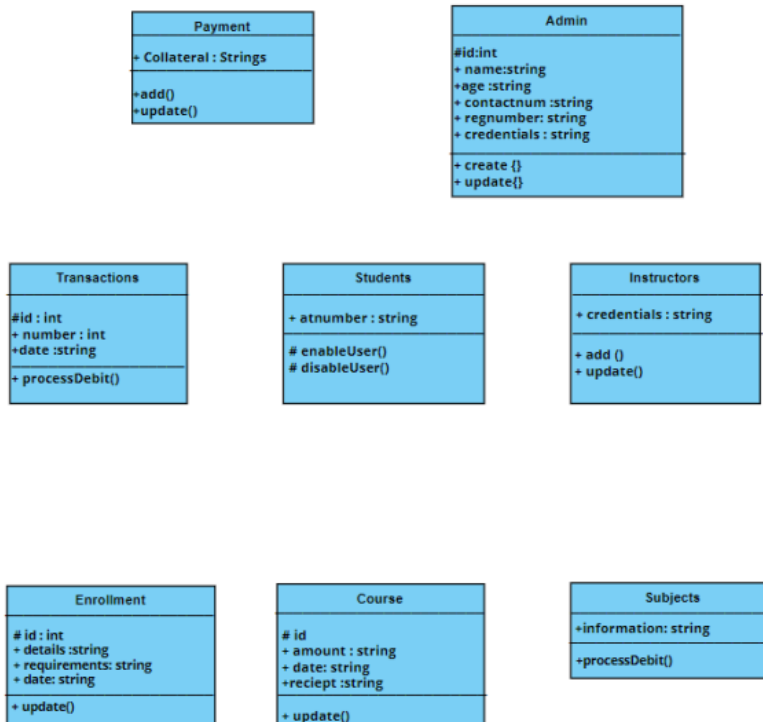 Payment
+ Collateral : Strings
+add()
+update()
Admin
#id:int
+ name:string
+age :string
+ contactnum :string
+ regnumber: string
+ credentials : string
+ create {}
+ update{}
Transactions
#id : int
+ number : int
+date :string
+ processDebit()
Students
+ atnumber : string
# enableUser()
# disableUser()
Instructors
+ credentials : string
+ add ()
+ update()
Enrollment
# id : int
+ details :string
+ requirements: string
+ date: string
+ update()
Course
# id
+ amount : string
+ date: string
+reciept :string
+ update()
Subjects
+information: string
+processDebit()